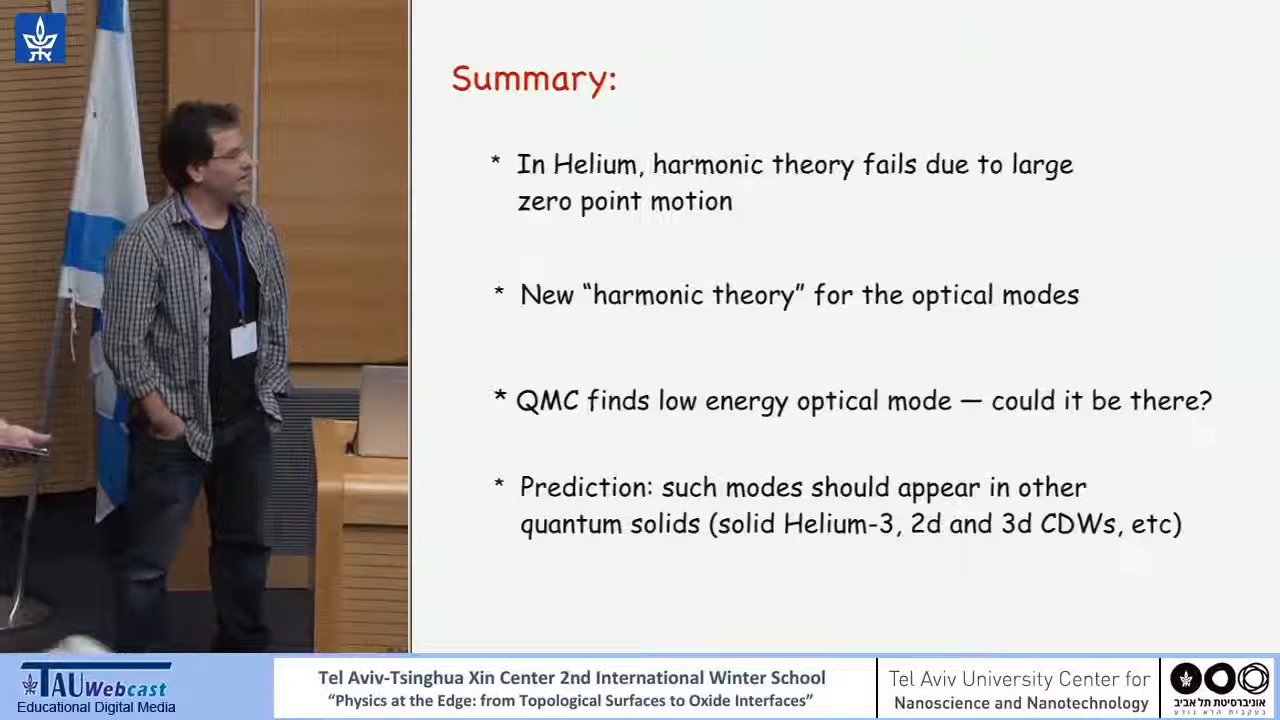 Summary:
* In Helium, harmonic theory fails due to large
zero point motion
* New “harmonic theory” for the optical modes
* QMC finds low energy optical mode — could it be there?
* Prediction: such modes should appear in other
quantum solids (solid Helium-3, 2d and 3d CDWs, etc)
TAU Webcast
Educational Digital Media
Tel Aviv-Tsinghua Xin Center 2nd International Winter School
“Physics at the Edge: from Topological Surfaces to Oxide Interfaces”
Tel Aviv University Center for
Nanoscience and Nanotechnology
אוניברסיטת תל אביב